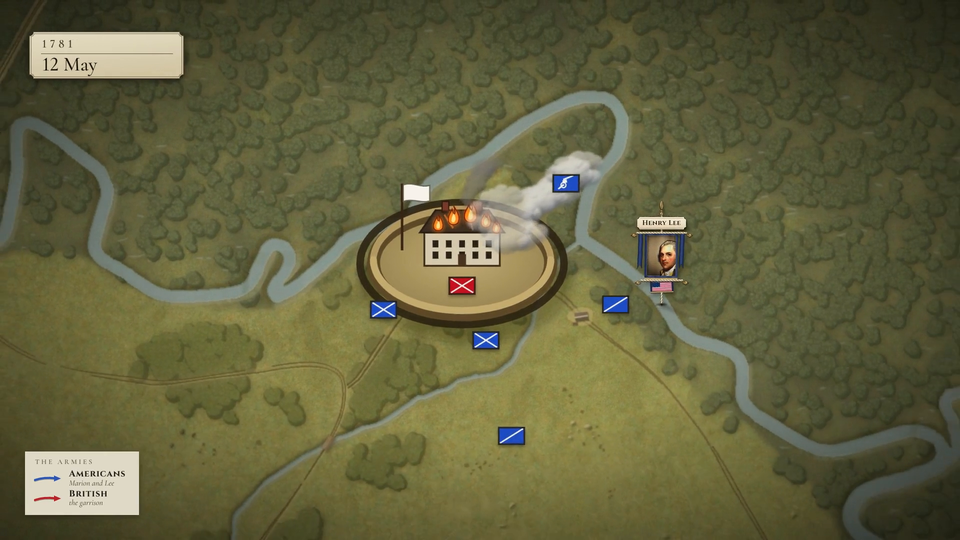 1781
12 May
HENRY LEE
THE ARMIES
AMERICANS
Marion and Lee
BRITISH
the garrison